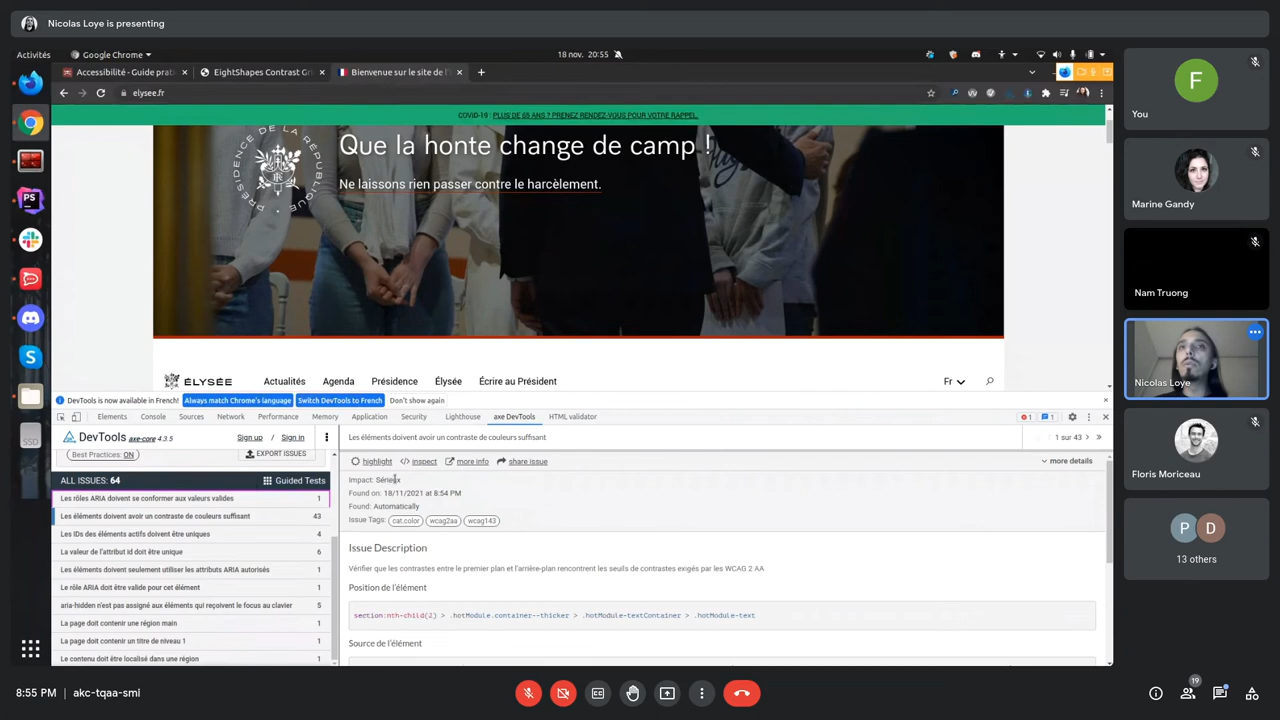 Nicolas Loye is presenting
Activités
Google Chrome
18 nov. 20:55
Accessibilité - Guide prati
EightShapes Contrast Gr
Bienvenue sur le site de l'
elysee.fr
COVID-19 : PLUS DE 65 ANS ? PRENEZ RENDEZ-VOUS POUR VOTRE RAPPEL.
PRÉSIDENCE DE LA RÉPUBLIQUE
Que la honte change de camp !
Ne laissons rien passer contre le harcèlement.
ÉLYSÉE
Actualités
Agenda
Présidence
Élysée
Écrire au Président
Fr
DevTools is now available in French!
Always match Chrome's language
Switch DevTools to French
Don't show again
Elements
Console
Sources
Network
Performance
Memory
Application
Security
Lighthouse
axe DevTools
HTML validator
1
1
DevTools axe-core 4.3.5
Sign up / Sign in
Best Practices: ON
EXPORT ISSUES
ALL ISSUES: 64
Guided Tests
Les rôles ARIA doivent se conformer aux valeurs valides 1
Les éléments doivent avoir un contraste de couleurs suffisant 43
Les IDs des éléments actifs doivent être uniques 4
La valeur de l'attribut id doit être unique 6
Les éléments doivent seulement utiliser les attributs ARIA autorisés 1
Le rôle ARIA doit être valide pour cet élément 1
aria-hidden n'est pas assigné aux éléments qui reçoivent le focus au clavier 5
La page doit contenir une région main 1
La page doit contenir un titre de niveau 1 1
Le contenu doit être localisé dans une région 1
Les éléments doivent avoir un contraste de couleurs suffisant
1 sur 43
highlight
inspect
more info
share issue
more details
Impact: Sérieux
Found on: 18/11/2021 at 8:54 PM
Found: Automatically
Issue Tags: cat.color wcag2aa wcag143
Issue Description
Vérifier que les contrastes entre le premier plan et l'arrière-plan rencontrent les seuils de contrastes exigés par les WCAG 2 AA
Position de l'élément
section:nth-child(2) > .hotModule.container--thicker > .hotModule-textContainer > .hotModule-text
Source de l'élément
PS
S
SSD
F
You
Marine Gandy
Nam Truong
Nicolas Loye
Floris Moriceau
P
D
13 others
8:55 PM | akc-tqaa-smi
19